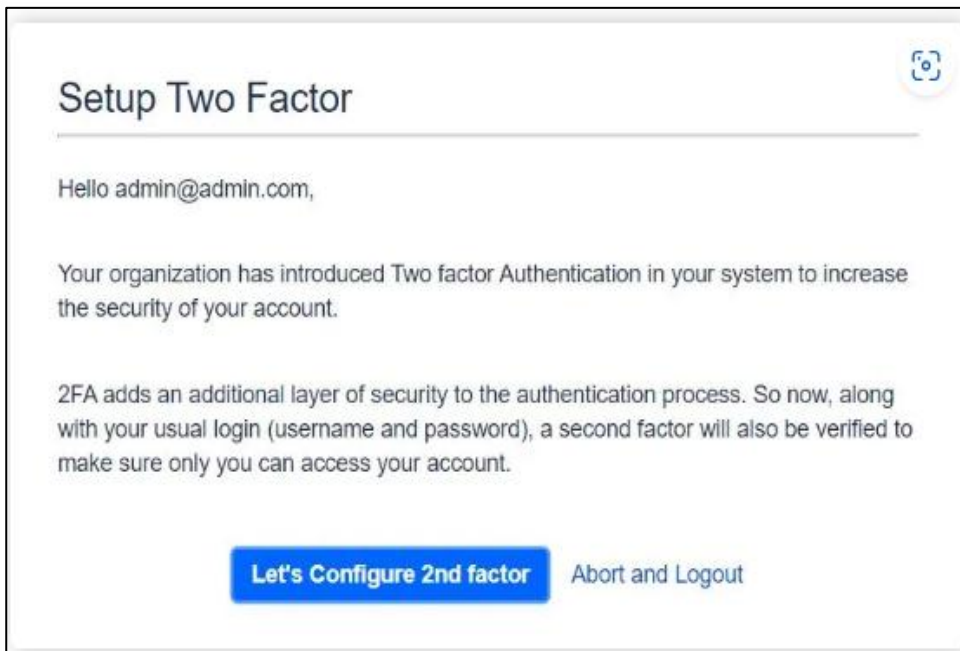 Setup Two Factor
Hello admin@admin.com,
Your organization has introduced Two factor Authentication in your system to increase
the security of your account.
2FA adds an additional layer of security to the authentication process. So now, along
with your usual login (username and password), a second factor will also be verified to
make sure only you can access your account.
Let's Configure 2nd factor Abort and Logout